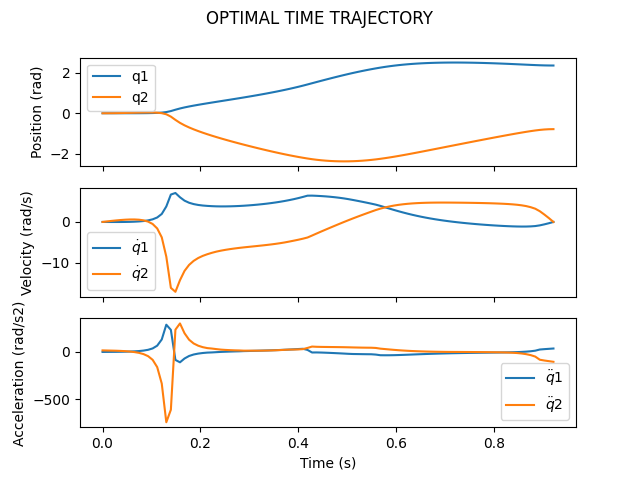 OPTIMAL TIME TRAJECTORY
Position (rad)
2
0
−2
q1
q2
Velocity (rad/s)
0
−10
q̇1
q̇2
Acceleration (rad/s2)
0
−500
q̈1
q̈2
0.0 0.2 0.4 0.6 0.8
Time (s)